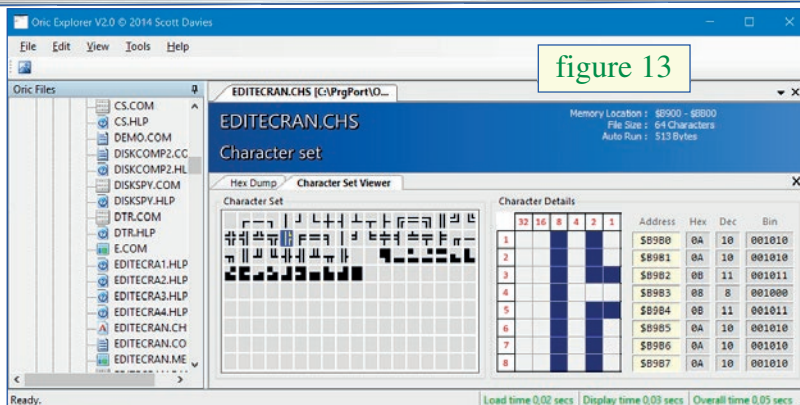 Oric Explorer V2.0 © 2014 Scott Davies
File Edit View Tools Help
figure 13
Oric Files
CS.COM
CS.HLP
DEMO.COM
DISKCOMP2.CC
DISKCOMP2.HL
DISKSPY.COM
DISKSPY.HLP
DTR.COM
DTR.HLP
E.COM
EDITECRA1.HLP
EDITECRA2.HLP
EDITECRA3.HLP
EDITECRA4.HLP
EDITECRAN.CH
EDITECRAN.CO
EDITECRAN.ME
EDITECRAN.CHS [C:\PrgPort\O...
EDITECRAN.CHS
Character set
Memory Location : $B900 - $BB00
File Size : 64 Characters
Auto Run : 513 Bytes
Hex Dump Character Set Viewer
Character Set
Character Details
32 16 8 4 2 1 Address Hex Dec Bin
1 $B9B0 0A 10 001010
2 $B9B1 0A 10 001010
3 $B9B2 0B 11 001011
4 $B9B3 08 8 001000
5 $B9B4 0B 11 001011
6 $B9B5 0A 10 001010
7 $B9B6 0A 10 001010
8 $B9B7 0A 10 001010
Ready. Load time 0,02 secs Display time 0,03 secs Overall time 0,05 secs